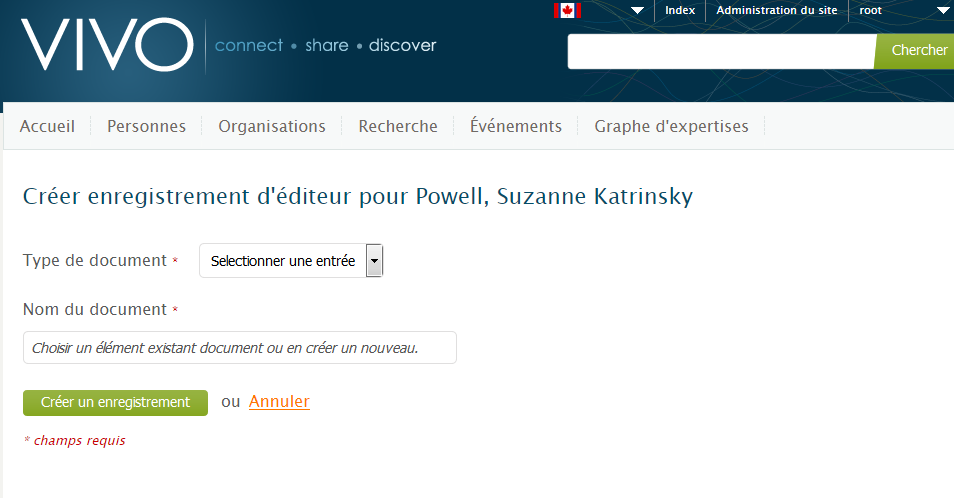 VIVO connect • share • discover
Index Administration du site root
Chercher
Accueil Personnes Organisations Recherche Événements Graphe d'expertises
Créer enregistrement d'éditeur pour Powell, Suzanne Katrinsky
Type de document * Selectionner une entrée
Nom du document *
Choisir un élément existant document ou en créer un nouveau.
Créer un enregistrement ou Annuler
* champs requis